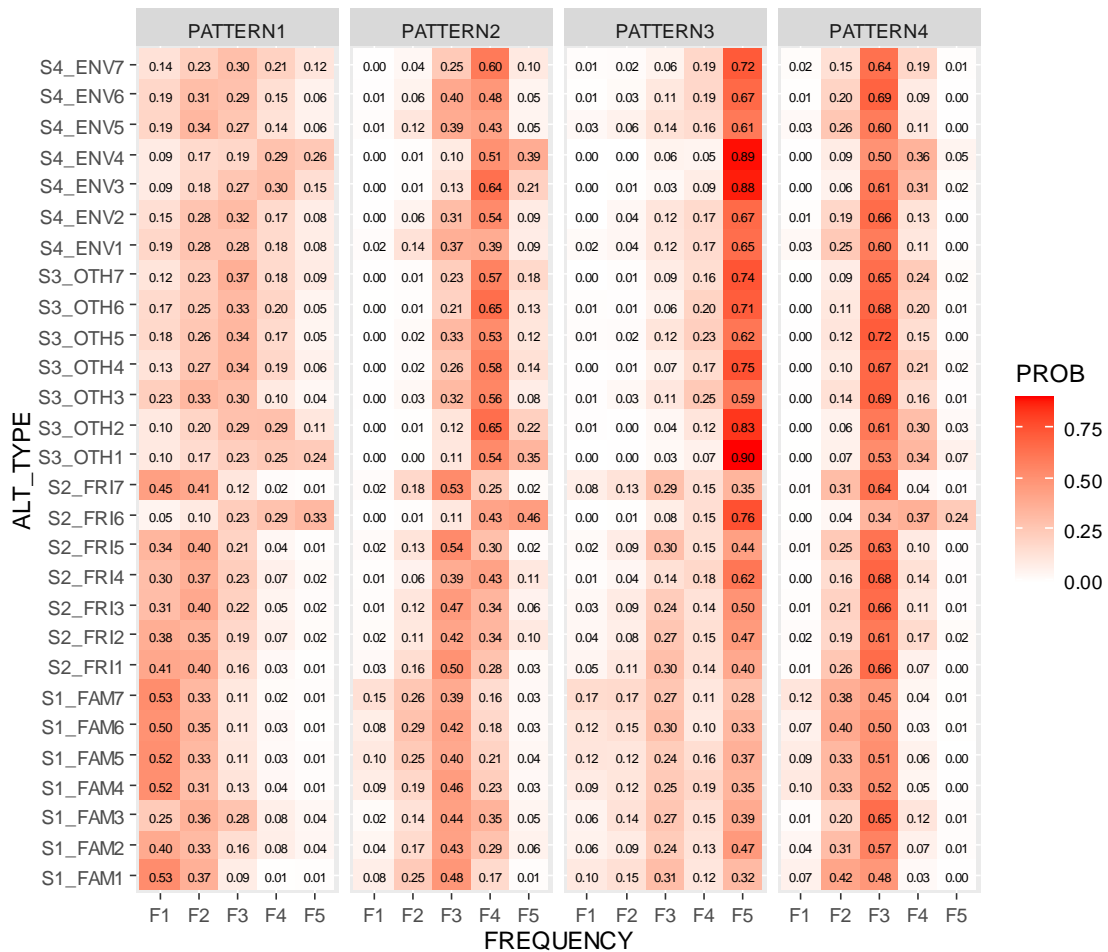 PATTERN1 PATTERN2 PATTERN3 PATTERN4
S4_ENV7 0.14 0.23 0.30 0.21 0.12 0.00 0.04 0.25 0.60 0.10 0.01 0.02 0.06 0.19 0.72 0.02 0.15 0.64 0.19 0.01
S4_ENV6 0.19 0.31 0.29 0.15 0.06 0.01 0.06 0.40 0.48 0.05 0.01 0.03 0.11 0.19 0.67 0.01 0.20 0.69 0.09 0.00
S4_ENV5 0.19 0.34 0.27 0.14 0.06 0.01 0.12 0.39 0.43 0.05 0.03 0.06 0.14 0.16 0.61 0.03 0.26 0.60 0.11 0.00
S4_ENV4 0.09 0.17 0.19 0.29 0.26 0.00 0.01 0.10 0.51 0.39 0.00 0.00 0.06 0.05 0.89 0.00 0.09 0.50 0.36 0.05
S4_ENV3 0.09 0.18 0.27 0.30 0.15 0.00 0.01 0.13 0.64 0.21 0.00 0.01 0.03 0.09 0.88 0.00 0.06 0.61 0.31 0.02
S4_ENV2 0.15 0.28 0.32 0.17 0.08 0.00 0.06 0.31 0.54 0.09 0.00 0.04 0.12 0.17 0.67 0.01 0.19 0.66 0.13 0.00
S4_ENV1 0.19 0.28 0.28 0.18 0.08 0.02 0.14 0.37 0.39 0.09 0.02 0.04 0.12 0.17 0.65 0.03 0.25 0.60 0.11 0.00
S3_OTH7 0.12 0.23 0.37 0.18 0.09 0.00 0.01 0.23 0.57 0.18 0.00 0.01 0.09 0.16 0.74 0.00 0.09 0.65 0.24 0.02
S3_OTH6 0.17 0.25 0.33 0.20 0.05 0.00 0.01 0.21 0.65 0.13 0.01 0.01 0.06 0.20 0.71 0.00 0.11 0.68 0.20 0.01
S3_OTH5 0.18 0.26 0.34 0.17 0.05 0.00 0.02 0.33 0.53 0.12 0.01 0.02 0.12 0.23 0.62 0.00 0.12 0.72 0.15 0.00
S3_OTH4 0.13 0.27 0.34 0.19 0.06 0.00 0.02 0.26 0.58 0.14 0.00 0.01 0.07 0.17 0.75 0.00 0.10 0.67 0.21 0.02
S3_OTH3 0.23 0.33 0.30 0.10 0.04 0.00 0.03 0.32 0.56 0.08 0.01 0.03 0.11 0.25 0.59 0.00 0.14 0.69 0.16 0.01
S3_OTH2 0.10 0.20 0.29 0.29 0.11 0.00 0.01 0.12 0.65 0.22 0.01 0.00 0.04 0.12 0.83 0.00 0.06 0.61 0.30 0.03
S3_OTH1 0.10 0.17 0.23 0.25 0.24 0.00 0.00 0.11 0.54 0.35 0.00 0.00 0.03 0.07 0.90 0.00 0.07 0.53 0.34 0.07
S2_FRI7 0.45 0.41 0.12 0.02 0.01 0.02 0.18 0.53 0.25 0.02 0.08 0.13 0.29 0.15 0.35 0.01 0.31 0.64 0.04 0.01
S2_FRI6 0.05 0.10 0.23 0.29 0.33 0.00 0.01 0.11 0.43 0.46 0.00 0.01 0.08 0.15 0.76 0.00 0.04 0.34 0.37 0.24
S2_FRI5 0.34 0.40 0.21 0.04 0.01 0.02 0.13 0.54 0.30 0.02 0.02 0.09 0.30 0.15 0.44 0.01 0.25 0.63 0.10 0.00
S2_FRI4 0.30 0.37 0.23 0.07 0.02 0.01 0.06 0.39 0.43 0.11 0.01 0.04 0.14 0.18 0.62 0.00 0.16 0.68 0.14 0.01
S2_FRI3 0.31 0.40 0.22 0.05 0.02 0.01 0.12 0.47 0.34 0.06 0.03 0.09 0.24 0.14 0.50 0.01 0.21 0.66 0.11 0.01
S2_FRI2 0.38 0.35 0.19 0.07 0.02 0.02 0.11 0.42 0.34 0.10 0.04 0.08 0.27 0.15 0.47 0.02 0.19 0.61 0.17 0.02
S2_FRI1 0.41 0.40 0.16 0.03 0.01 0.03 0.16 0.50 0.28 0.03 0.05 0.11 0.30 0.14 0.40 0.01 0.26 0.66 0.07 0.00
S1_FAM7 0.53 0.33 0.11 0.02 0.01 0.15 0.26 0.39 0.16 0.03 0.17 0.17 0.27 0.11 0.28 0.12 0.38 0.45 0.04 0.01
S1_FAM6 0.50 0.35 0.11 0.03 0.01 0.08 0.29 0.42 0.18 0.03 0.12 0.15 0.30 0.10 0.33 0.07 0.40 0.50 0.03 0.01
S1_FAM5 0.52 0.33 0.11 0.03 0.01 0.10 0.25 0.40 0.21 0.04 0.12 0.12 0.24 0.16 0.37 0.09 0.33 0.51 0.06 0.00
S1_FAM4 0.52 0.31 0.13 0.04 0.01 0.09 0.19 0.46 0.23 0.03 0.09 0.12 0.25 0.19 0.35 0.10 0.33 0.52 0.05 0.00
S1_FAM3 0.25 0.36 0.28 0.08 0.04 0.02 0.14 0.44 0.35 0.05 0.06 0.14 0.27 0.15 0.39 0.01 0.20 0.65 0.12 0.01
S1_FAM2 0.40 0.33 0.16 0.08 0.04 0.04 0.17 0.43 0.29 0.06 0.06 0.09 0.24 0.13 0.47 0.04 0.31 0.57 0.07 0.01
S1_FAM1 0.53 0.37 0.09 0.01 0.01 0.08 0.25 0.48 0.17 0.01 0.10 0.15 0.31 0.12 0.32 0.07 0.42 0.48 0.03 0.00
F1 F2 F3 F4 F5 F1 F2 F3 F4 F5 F1 F2 F3 F4 F5 F1 F2 F3 F4 F5
FREQUENCY
ALT_TYPE
PROB
0.75
0.50
0.25
0.00